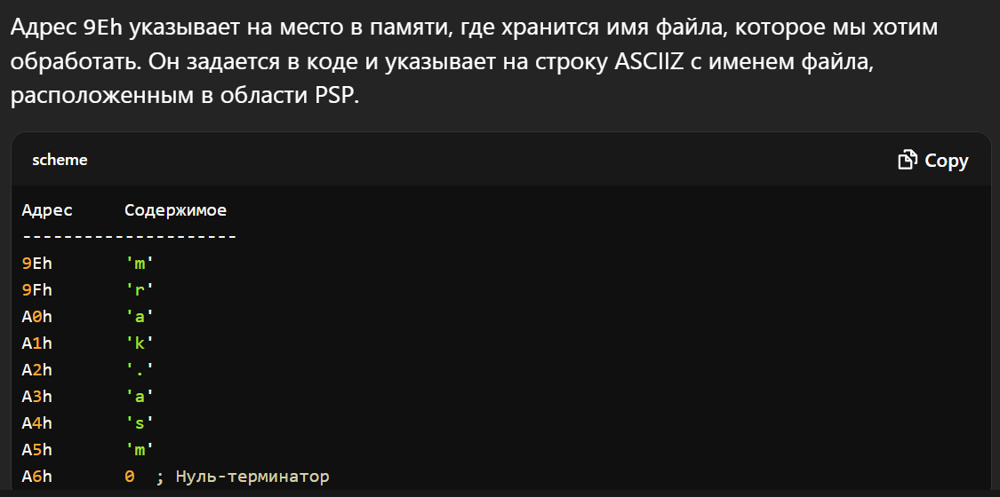 Адрес 9Eh указывает на место в памяти, где хранится имя файла, которое мы хотим
обработать. Он задается в коде и указывает на строку ASCIIZ с именем файла,
расположенным в области PSP.
scheme
Copy
Адрес     Содержимое
---------------------
9Eh       'm'
9Fh       'r'
A0h       'a'
A1h       'k'
A2h       '.'
A3h       'a'
A4h       's'
A5h       'm'
A6h       0  ; Нуль-терминатор